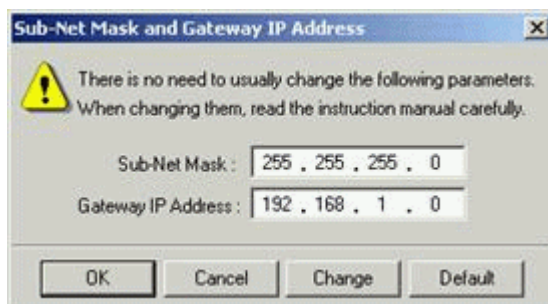 Sub-Net Mask and Gateway IP Address
There is no need to usually change the following parameters.
When changing them, read the instruction manual carefully.
Sub-Net Mask : 255 . 255 . 255 . 0
Gateway IP Address : 192 . 168 . 1 . 0
OK Cancel Change Default